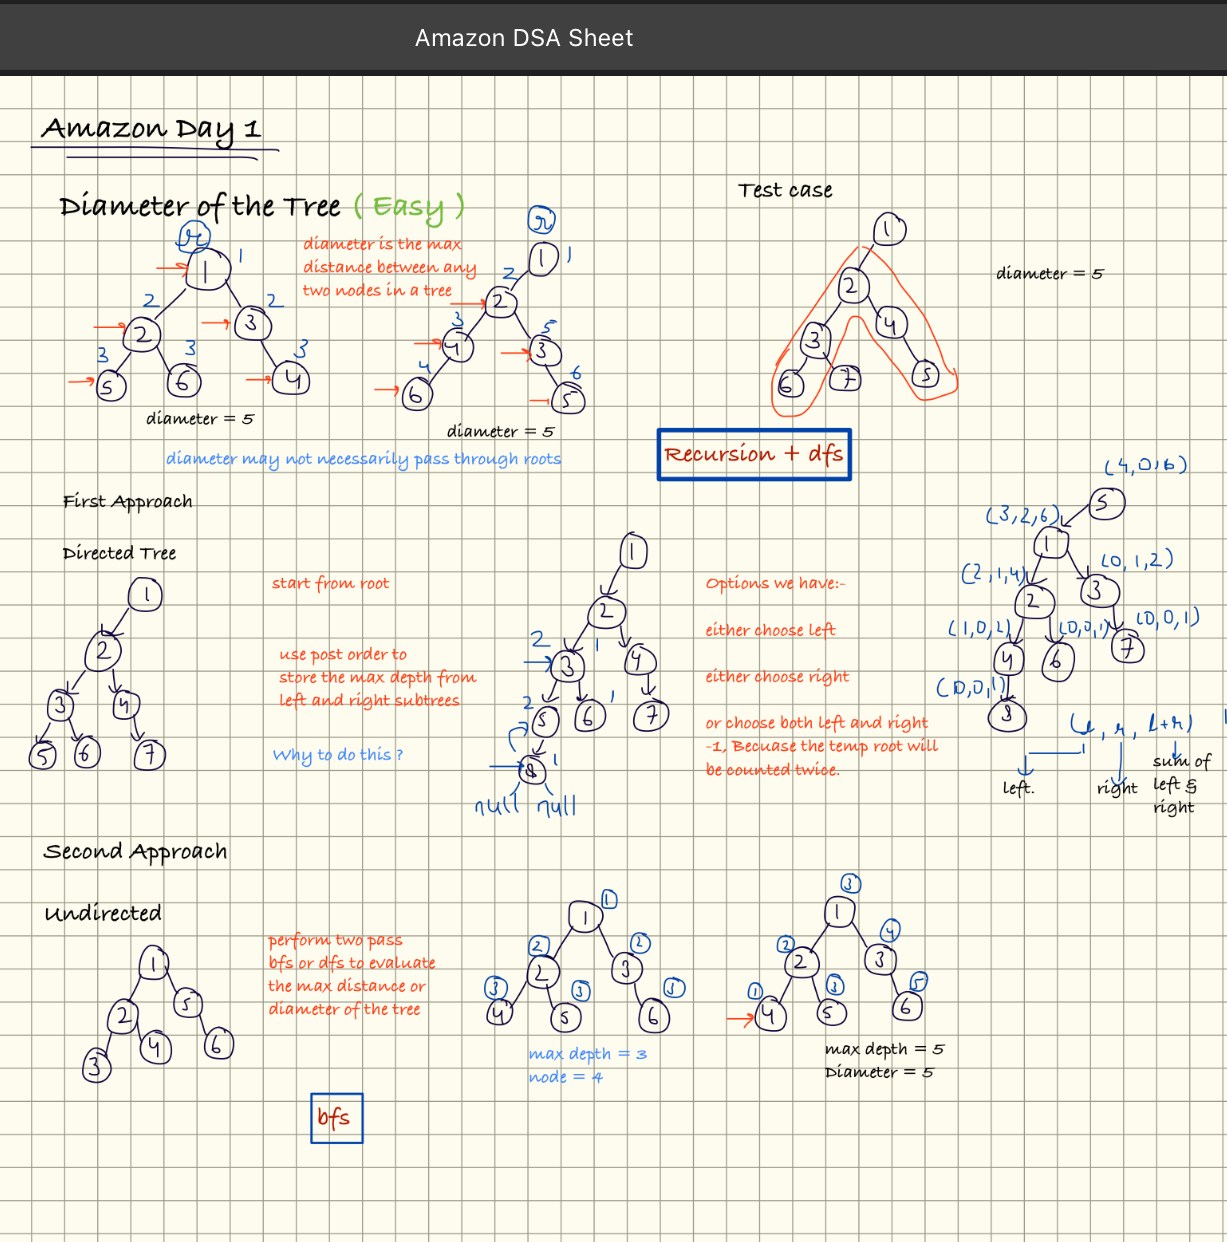 Amazon DSA Sheet
Amazon Day 1
Diameter of the Tree ( Easy )
r
1
1
2
2
2
3
3
3
3
5
6
4
diameter = 5
diameter is the max
distance between any
two nodes in a tree
r
1
1
2
2
3
5
4
3
4
6
6
5
diameter = 5
diameter may not necessarily pass through roots
Test case
1
2
3
4
6
7
5
diameter = 5
Recursion + dfs
First Approach
Directed Tree
1
2
3
4
5
6
7
start from root
use post order to
store the max depth from
left and right subtrees
Why to do this ?
1
2
2
1
3
4
2
1
5
6
7
8
1
null null
Options we have:-
either choose left
either choose right
or choose both left and right
-1, Becuase the temp root will
be counted twice.
(4,0,6)
5
(3,2,6)
1
(2,1,4)
(0,1,2)
2
3
(0,0,1)
(0,0,1)
4
6
7
(0,0,1)
8
(l, r, l+r)
left.
right
sum of
left &
right
Second Approach
Undirected
1
2
5
3
4
6
perform two pass
bfs or dfs to evaluate
the max distance or
diameter of the tree
bfs
1
1
2
2
2
3
3
3
3
4
5
6
max depth = 3
node = 4
3
1
2
4
2
3
1
3
5
4
5
6
max depth = 5
Diameter = 5